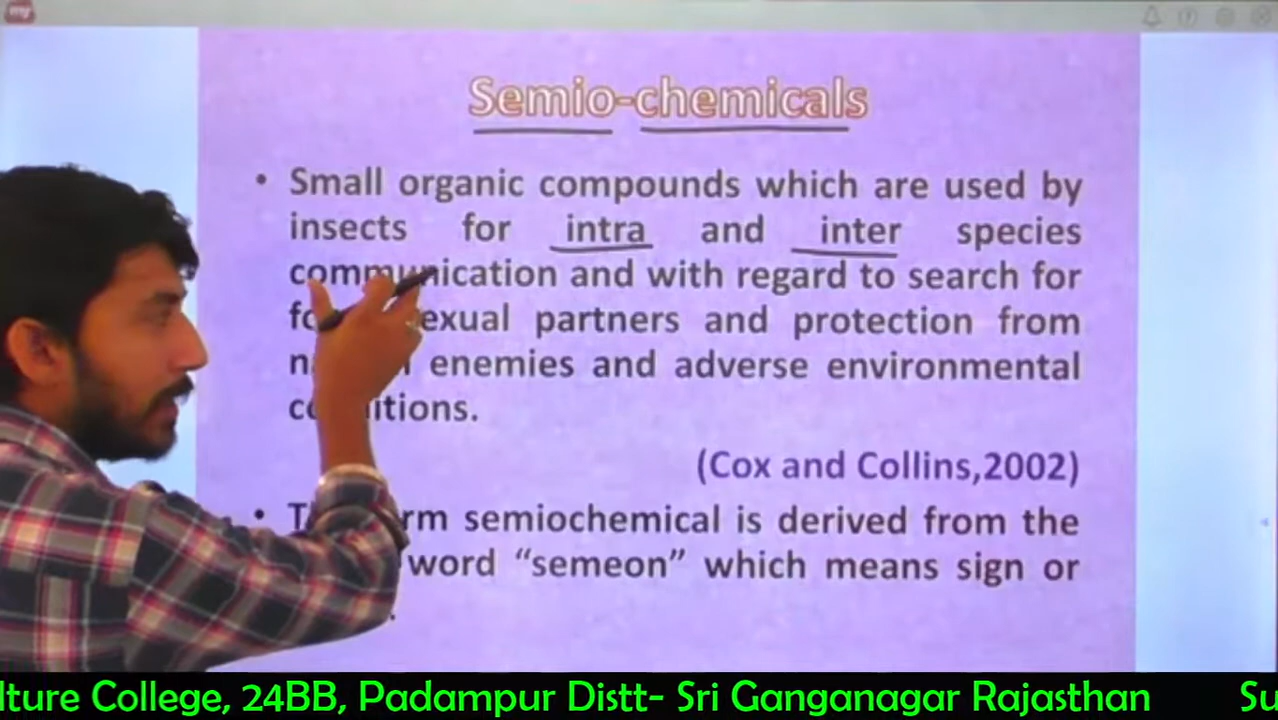 my
Semio-chemicals
• Small organic compounds which are used by
insects for intra and inter species
communication and with regard to search for
exual partners and protection from
enemies and adverse environmental
itions.
(Cox and Collins,2002)
• rm semiochemical is derived from the
word “semeon” which means sign or
lture College, 24BB, Padampur Distt- Sri Ganganagar Rajasthan Su